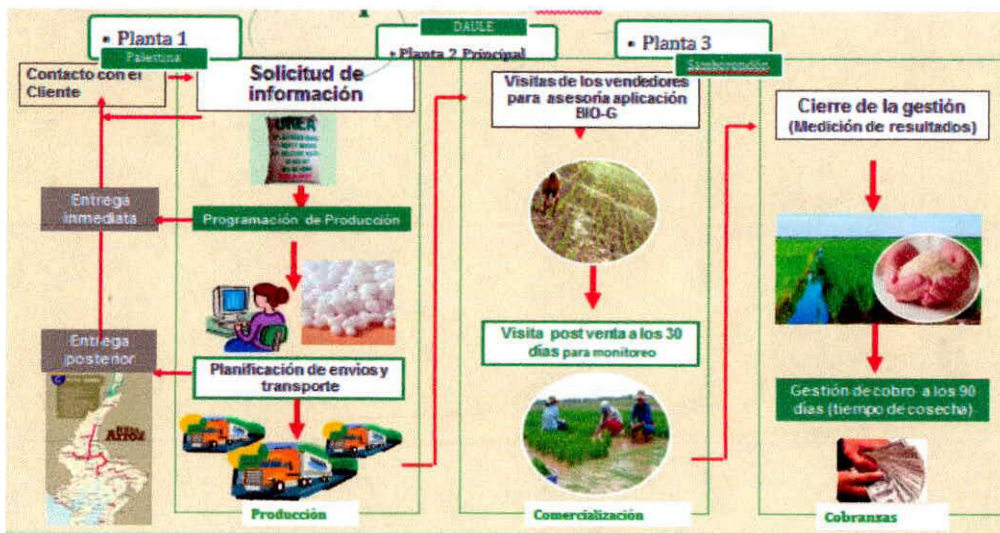 • Planta 1
Palestina
DAULE
• Planta 2 Principal
• Planta 3
Samborondón
Contacto con el
Cliente
Solicitud de
información
UREA
Entrega
inmediata
Programación de Producción
Entrega
posterior
Planificación de envios y
transporte
Arroz
Producción
Visitas de los vendedores
para asesoría aplicación
BIO-G
Visita post venta a los 30
días para monitoreo
Comercialización
Cierre de la gestión
(Medición de resultados)
Gestión de cobro a los 90
días (tiempo de cosecha)
Cobranzas